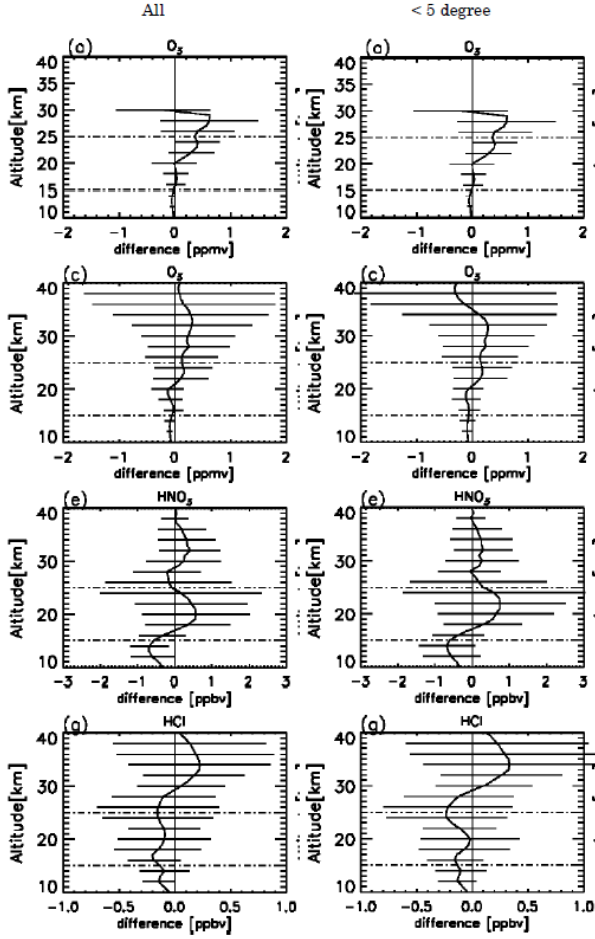 All < 5 degree
(a) O3 (a) O3
40 40
35 35
30 30
25 25
20 20
15 15
10 10
Altitude[km] Altitude[km]
-2 -1 0 1 2 -2 -1 0 1 2
difference [ppmv] difference [ppmv]
(c) O3 (c) O3
40 40
30 30
20 20
10 10
Altitude[km] Altitude[km]
-2 -1 0 1 2 -2 -1 0 1 2
difference [ppmv] difference [ppmv]
(e) HNO3 (e) HNO3
40 40
30 30
20 20
10 10
Altitude[km] Altitude[km]
-3 -2 -1 0 1 2 3 -3 -2 -1 0 1 2 3
difference [ppbv] difference [ppbv]
(g) HCl (g) HCl
40 40
30 30
20 20
10 10
Altitude[km] Altitude[km]
-1.0 -0.5 0.0 0.5 1.0 -1.0 -0.5 0.0 0.5 1.0
difference [ppbv] difference [ppbv]